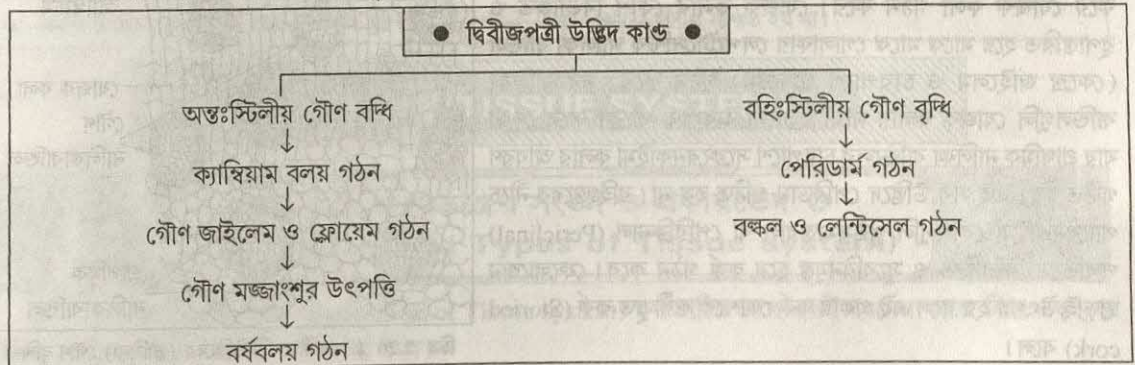 ● দ্বিবীজপত্রী উদ্ভিদ কাণ্ড ●
অন্তঃস্টিলীয় গৌণ বৃদ্ধি
ক্যাম্বিয়াম বলয় গঠন
গৌণ জাইলেম ও ফ্লোয়েম গঠন
গৌণ মজ্জাংশুর উৎপত্তি
বর্ষবলয় গঠন
বহিঃস্টিলীয় গৌণ বৃদ্ধি
পেরিডার্ম গঠন
বল্কল ও লেন্টিসেল গঠন